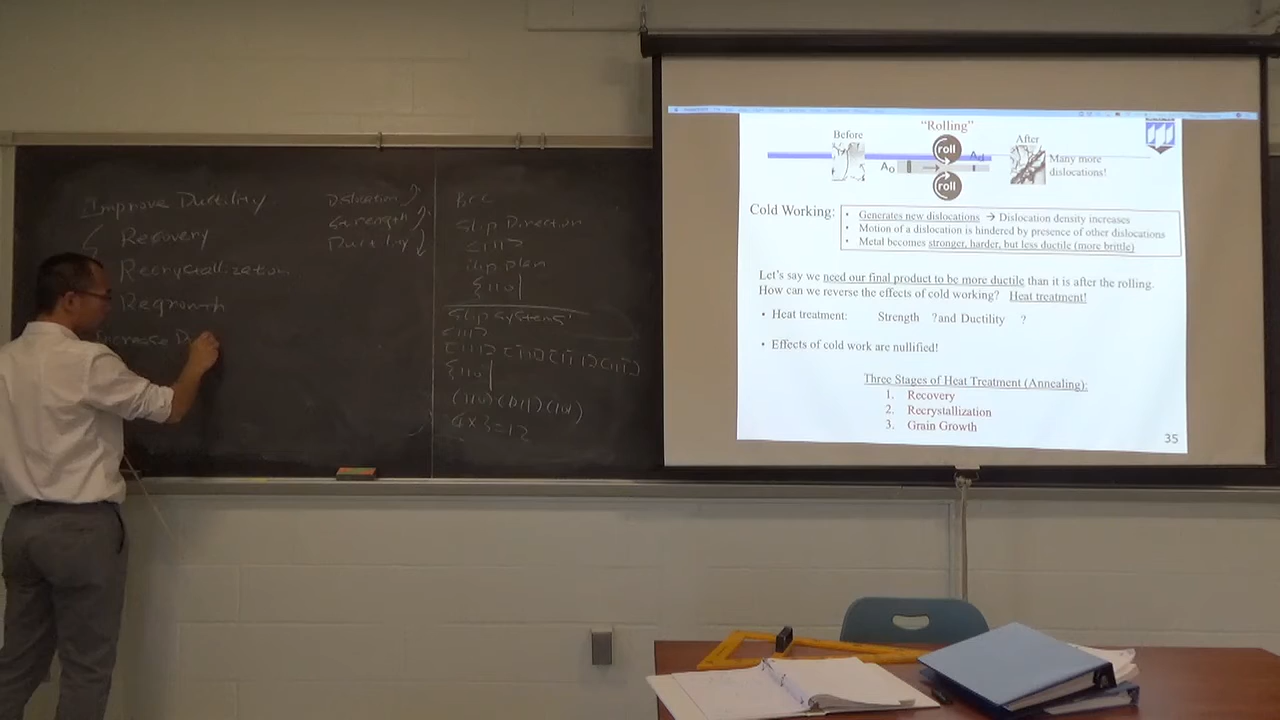 Improve Ductility
Recovery
Recrystallization
Regrowth
Increase D
Dislocation
Strength
Ductility
BCC
Slip Direction
<111>
slip plan
{110}
Slip systems
<111>
{110}
(110) (011) (101)
4 x 3 = 12
Before
"Rolling"
After
roll
roll
Ao
Ad
Many more
dislocations!
Cold Working:
• Generates new dislocations → Dislocation density increases
• Motion of a dislocation is hindered by presence of other dislocations
• Metal becomes stronger, harder, but less ductile (more brittle)
Let's say we need our final product to be more ductile than it is after the rolling.
How can we reverse the effects of cold working? Heat treatment!
• Heat treatment: Strength ?and Ductility ?
• Effects of cold work are nullified!
Three Stages of Heat Treatment (Annealing):
1. Recovery
2. Recrystallization
3. Grain Growth
35